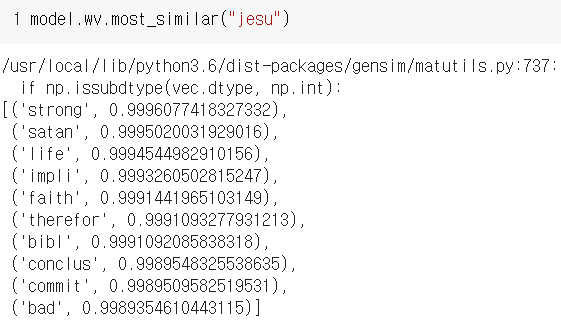 1 model.wv.most_similar("jesu")
/usr/local/lib/python3.6/dist-packages/gensim/matutils.py:737:
if np.issubdtype(vec.dtype, np.int):
[('strong', 0.9996077418327332),
('satan', 0.9995020031929016),
('life', 0.9994544982910156),
('impli', 0.9993260502815247),
('faith', 0.9991441965103149),
('therefor', 0.9991093277931213),
('bibl', 0.9991092085838318),
('conclus', 0.9989548325538635),
('commit', 0.9989509582519531),
('bad', 0.9989354610443115)]